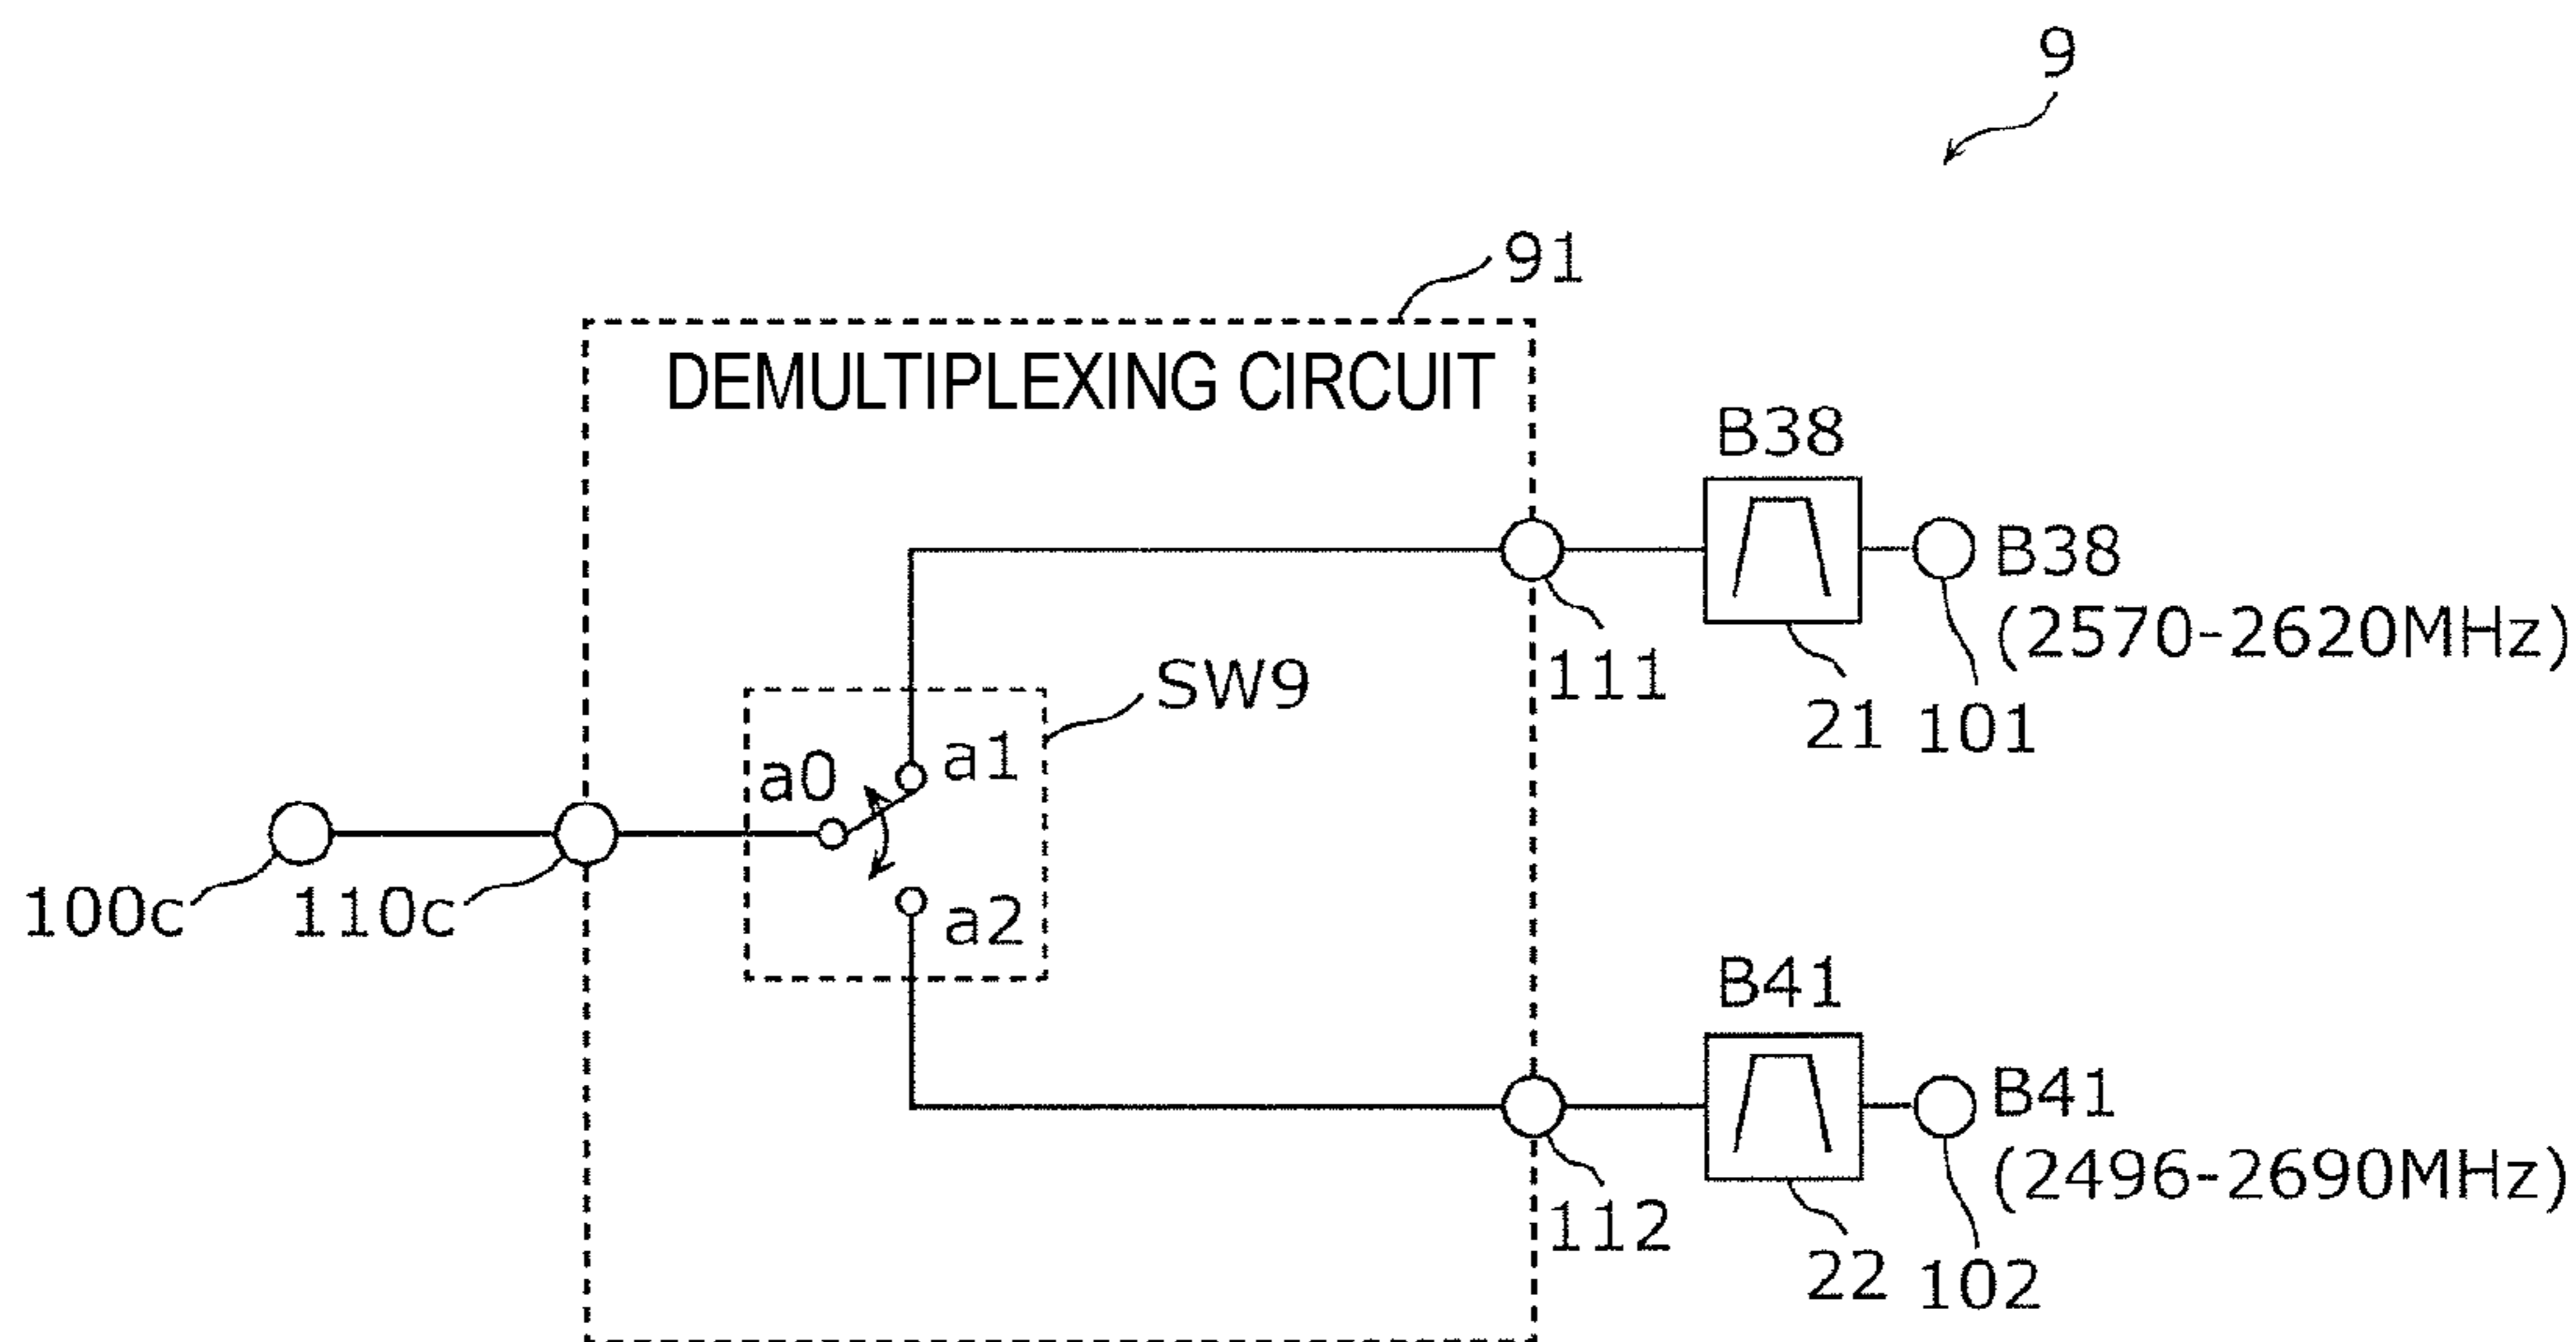 9
91
DEMULTIPLEXING CIRCUIT
B38
B38
(2570-2620MHz)
SW9
111
21
101
a0
a1
100c
110c
a2
B41
B41
(2496-2690MHz)
112
22
102